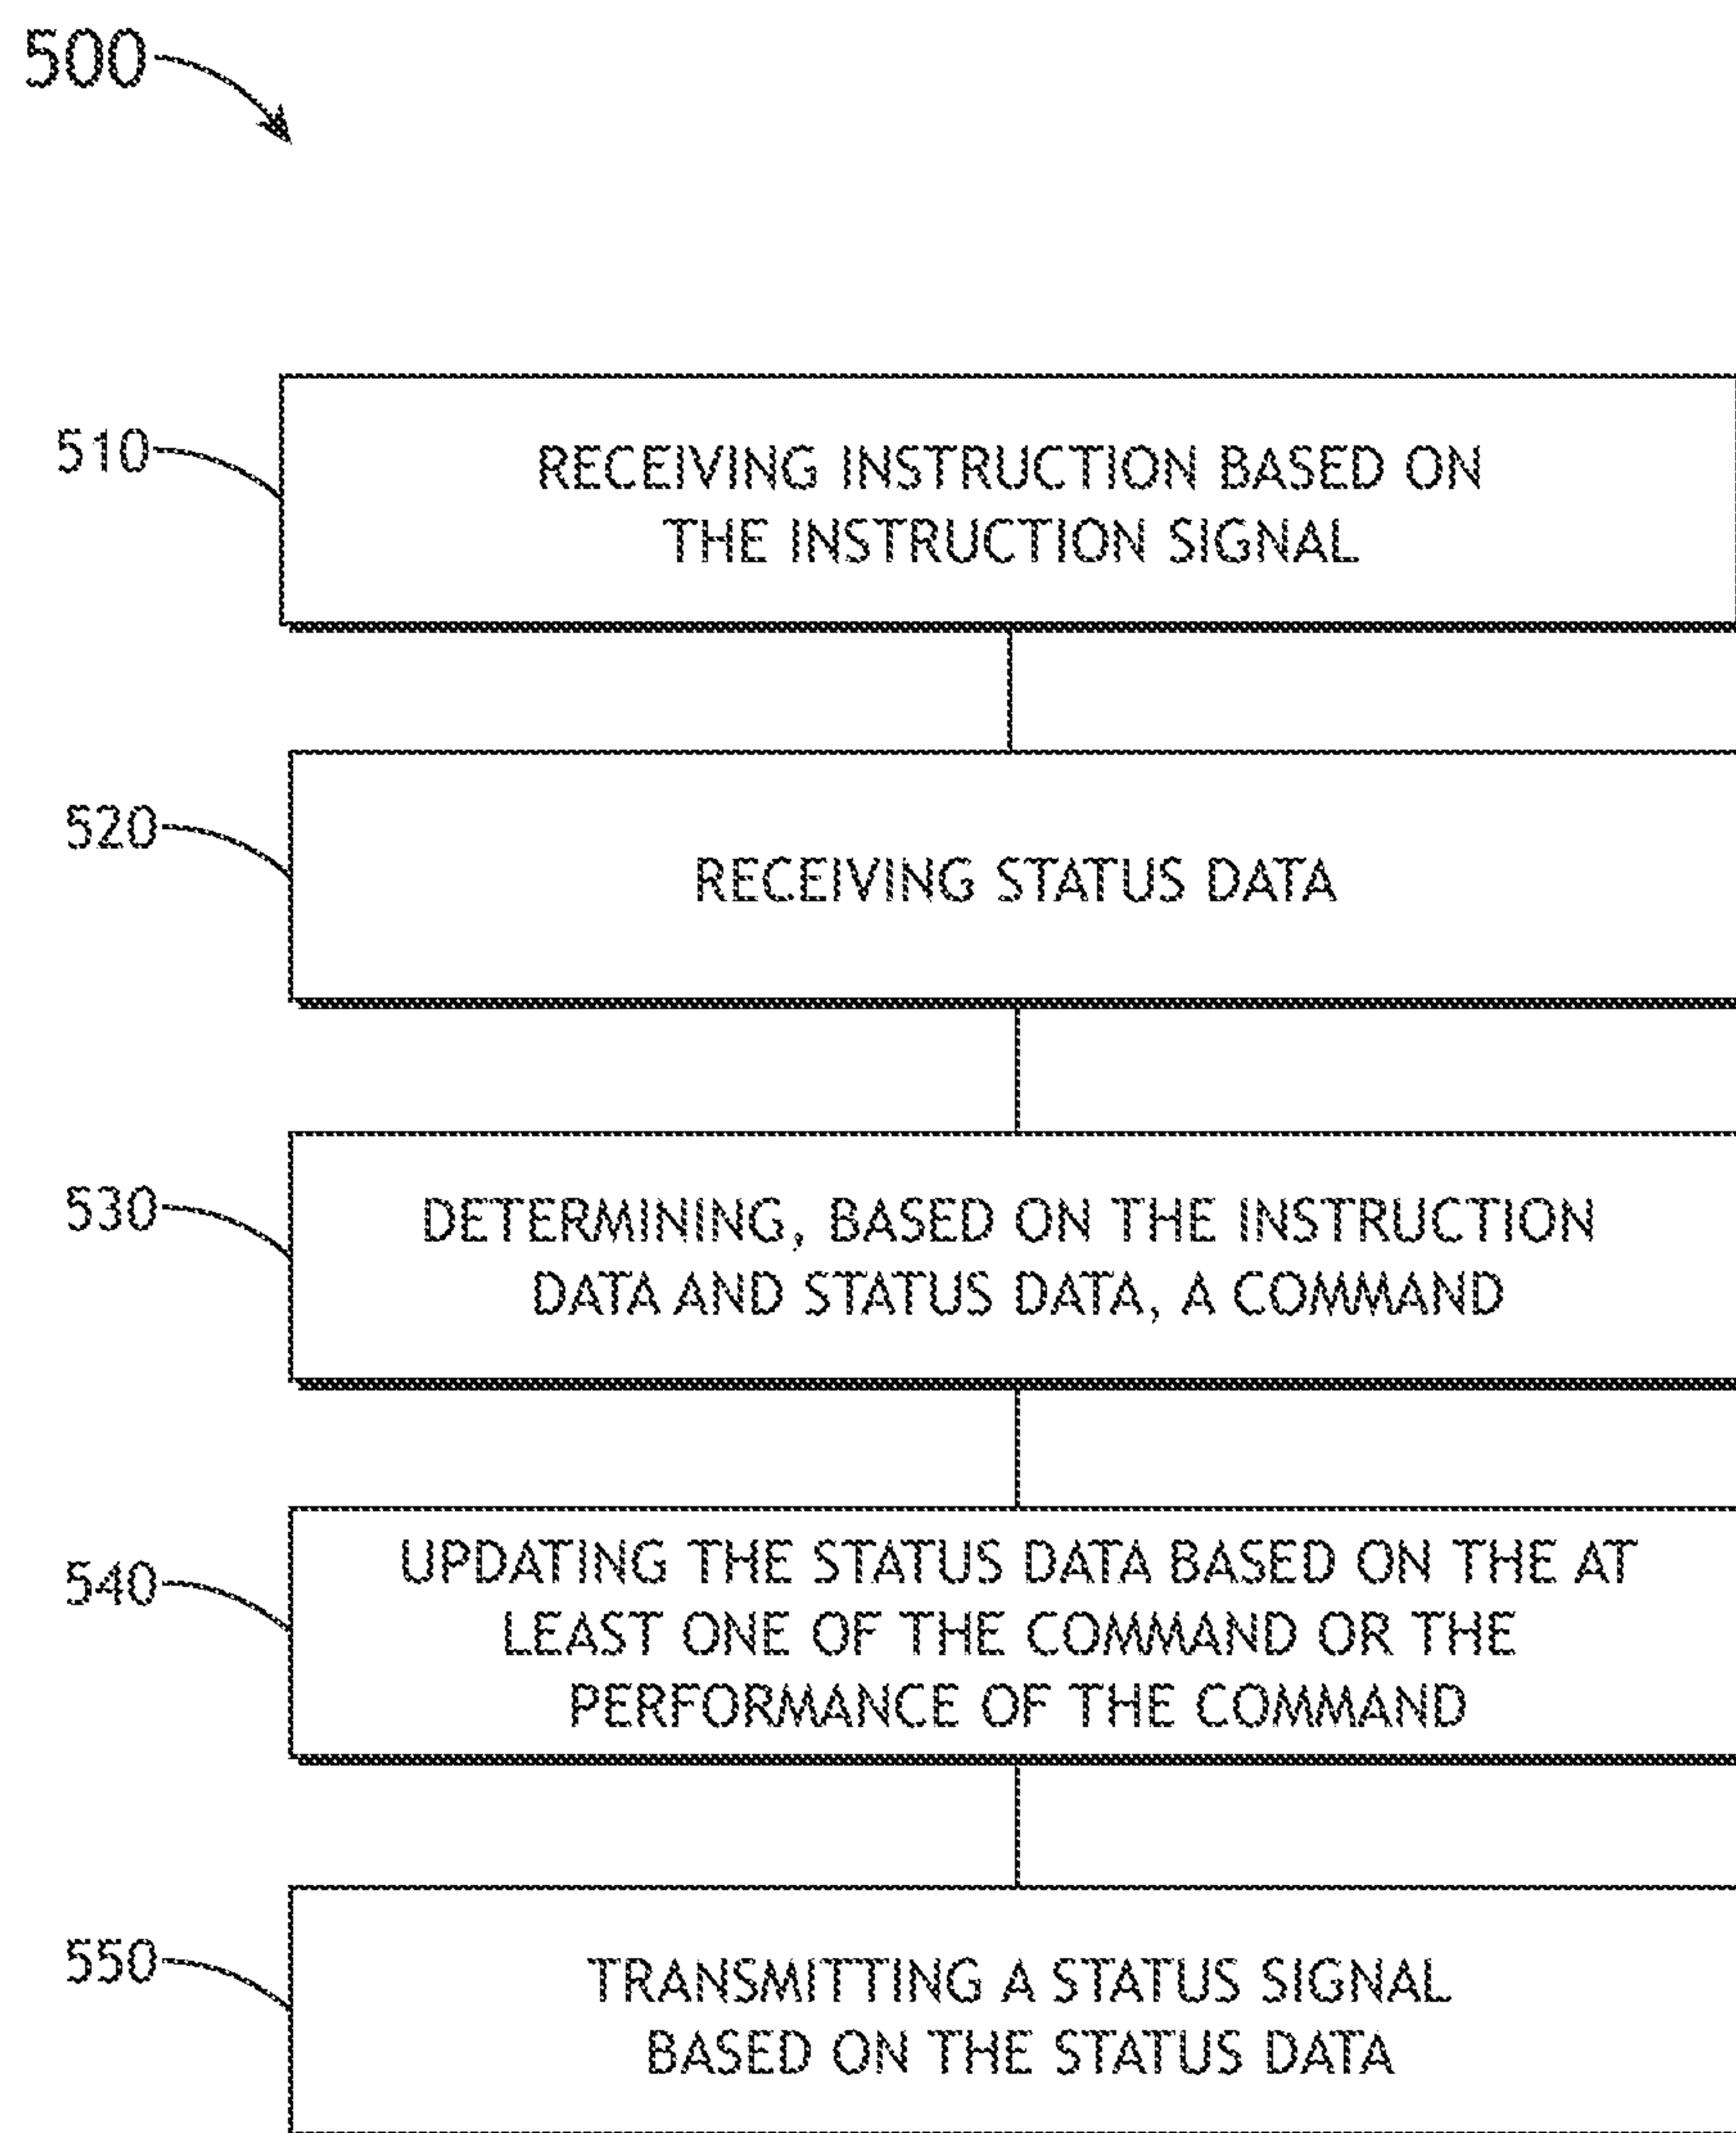 500
510
RECEIVING INSTRUCTION BASED ON
THE INSTRUCTION SIGNAL
520
RECEIVING STATUS DATA
530
DETERMINING, BASED ON THE INSTRUCTION
DATA AND STATUS DATA, A COMMAND
540
UPDATING THE STATUS DATA BASED ON THE AT
LEAST ONE OF THE COMMAND OR THE
PERFORMANCE OF THE COMMAND
550
TRANSMITTING A STATUS SIGNAL
BASED ON THE STATUS DATA